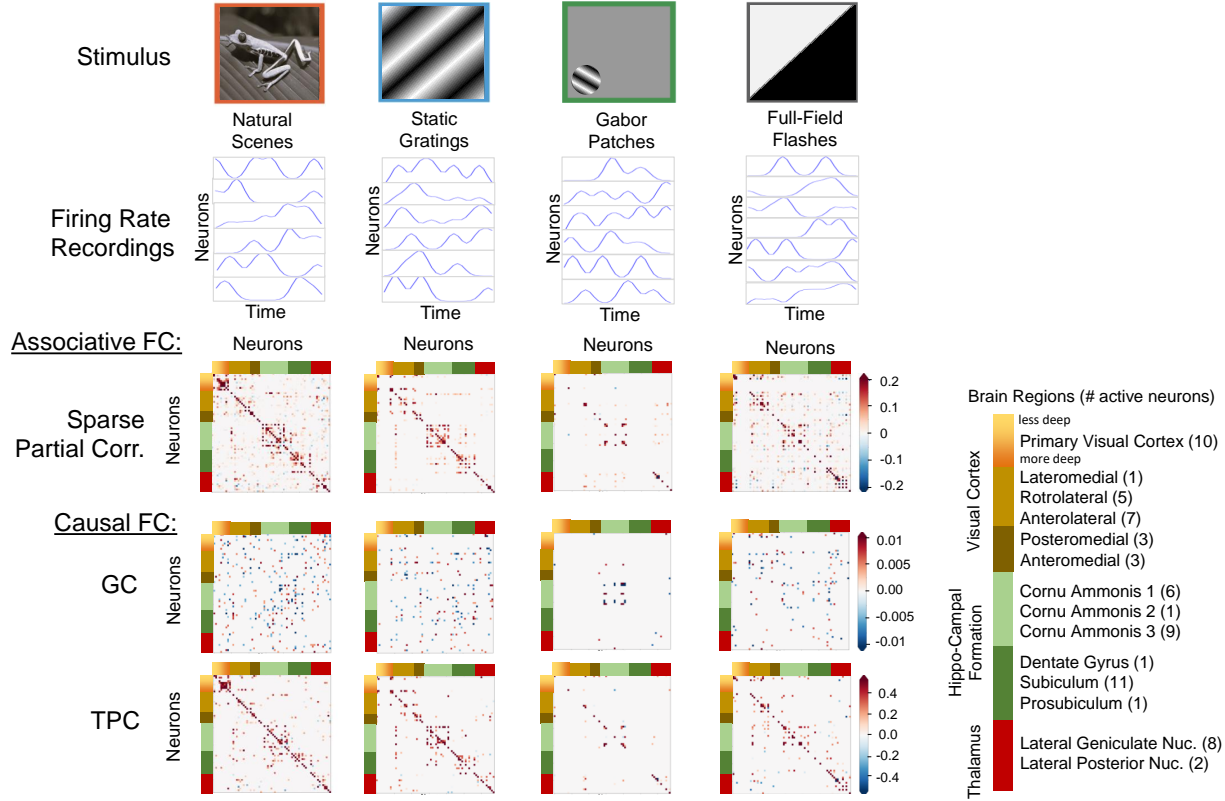 Stimulus
Natural
Scenes
Static
Gratings
Gabor
Patches
Full-Field
Flashes
Firing Rate
Recordings
Neurons
Neurons
Neurons
Neurons
Time
Time
Time
Time
Associative FC:
Neurons
Neurons
Neurons
Neurons
Sparse
Partial Corr.
Neurons
0.2
0.1
0
-0.1
-0.2
Causal FC:
GC
Neurons
0.01
0.005
0.00
-0.005
-0.01
TPC
Neurons
0.4
0.2
0.0
-0.2
-0.4
Brain Regions (# active neurons)
Visual Cortex
less deep
Primary Visual Cortex (10)
more deep
Lateromedial (1)
Rotrolateral (5)
Anterolateral (7)
Posteromedial (3)
Anteromedial (3)
Hippo-Campal
Formation
Cornu Ammonis 1 (6)
Cornu Ammonis 2 (1)
Cornu Ammonis 3 (9)
Dentate Gyrus (1)
Subiculum (11)
Prosubiculum (1)
Thalamus
Lateral Geniculate Nuc. (8)
Lateral Posterior Nuc. (2)